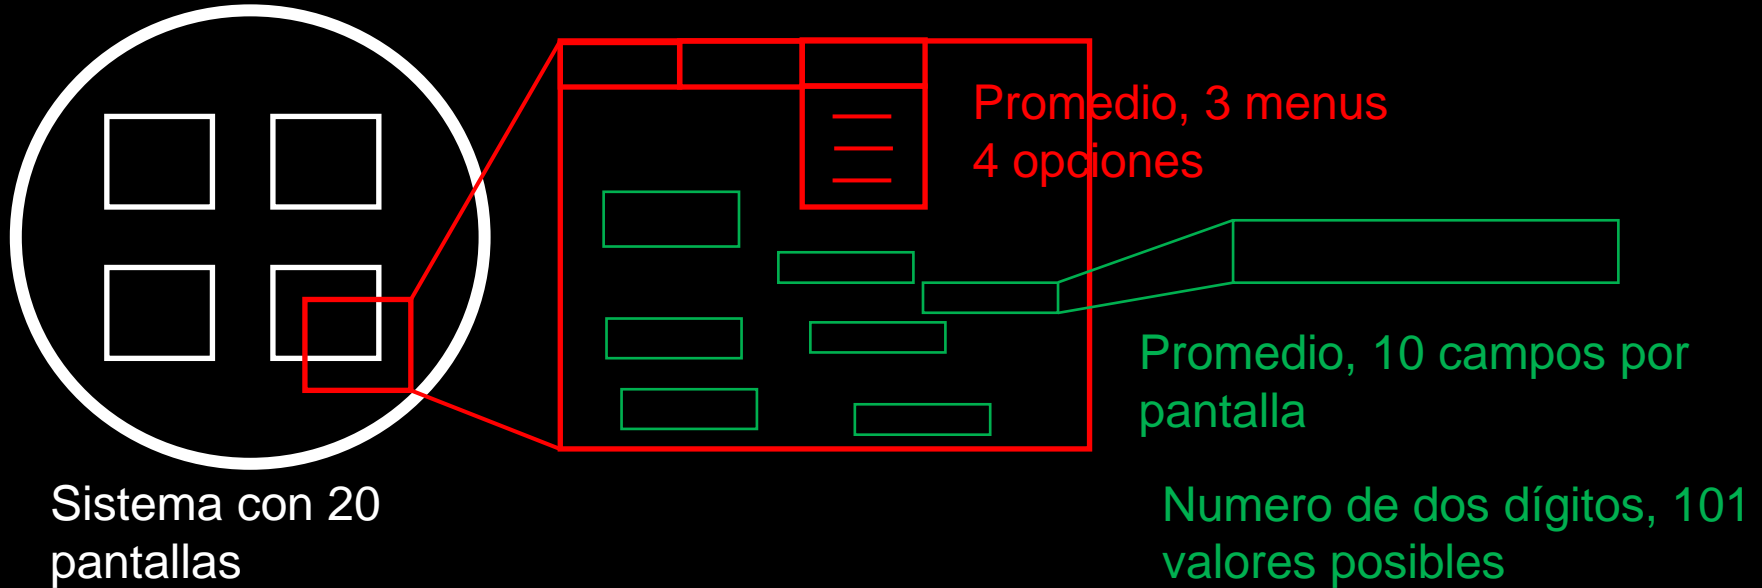 Promedio, 3 menus
4 opciones
Promedio, 10 campos por
pantalla
Sistema con 20
pantallas
Numero de dos dígitos, 101
valores posibles